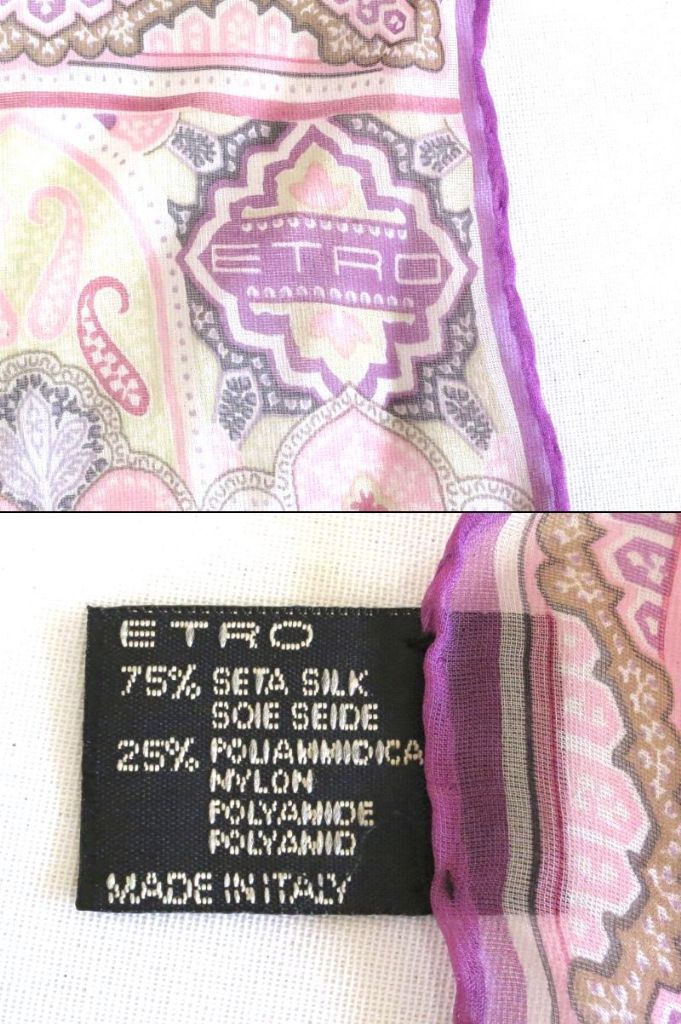 ETRO
ETRO
75% SETA SILK
SOIE SEIDE
25% POLIAMMIDICA
NYLON
POLYAMIDE
POLYAMID
MADE IN ITALY